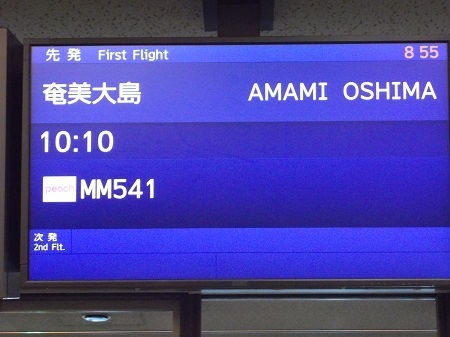 先発 First Flight 8 55
奄美大島 AMAMI OSHIMA
10:10
peach MM541
次発
2nd Flt.